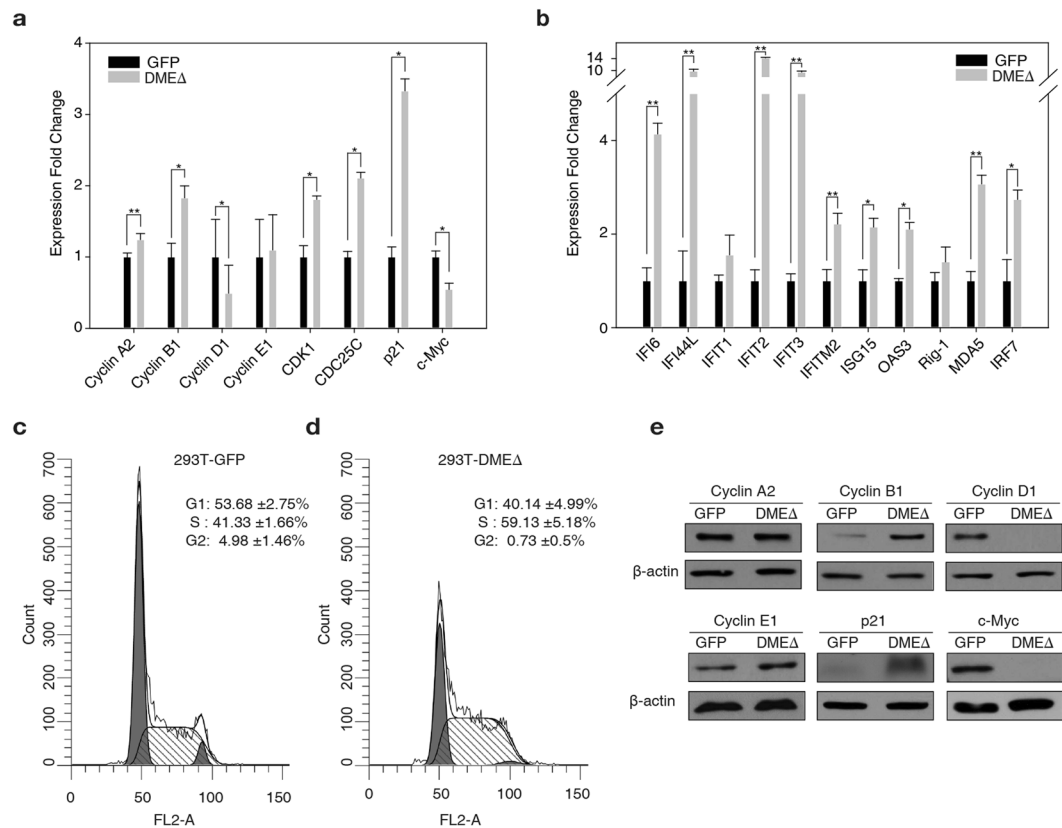 a
4
3
2
1
0
Expression Fold Change
GFP
DMEΔ
** * * * * * *
Cyclin A2 Cyclin B1 Cyclin D1 Cyclin E1 CDK1 CDC25C p21 c-Myc
b
14
10
4
2
0
Expression Fold Change
GFP
DMEΔ
** ** ** ** ** * * ** *
IFI6 IFI44L IFIT1 IFIT2 IFIT3 IFITM2 ISG15 OAS3 Rig-1 MDA5 IRF7
c
293T-GFP
G1: 53.68 ±2.75%
S : 41.33 ±1.66%
G2: 4.98 ±1.46%
Count
0 100 200 300 400 500 600 700
0 50 100 150
FL2-A
d
293T-DMEΔ
G1: 40.14 ±4.99%
S : 59.13 ±5.18%
G2: 0.73 ±0.5%
Count
0 100 200 300 400 500 600 700
0 50 100 150
FL2-A
e
Cyclin A2 Cyclin B1 Cyclin D1
GFP DMEΔ GFP DMEΔ GFP DMEΔ
β-actin
Cyclin E1 p21 c-Myc
GFP DMEΔ GFP DMEΔ GFP DMEΔ
β-actin